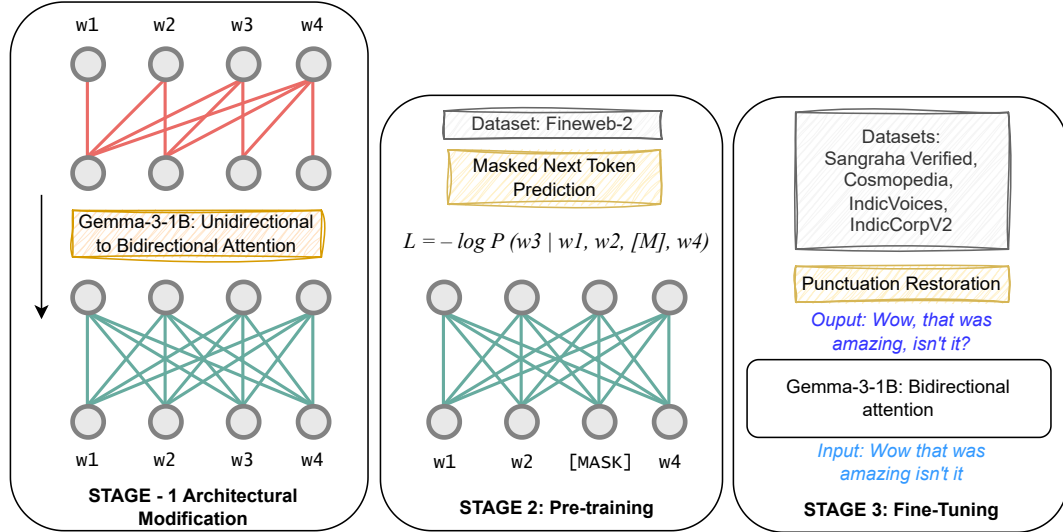 w1 w2 w3 w4
Gemma-3-1B: Unidirectional
to Bidirectional Attention
w1 w2 w3 w4
STAGE - 1 Architectural
Modification
Dataset: Fineweb-2
Masked Next Token
Prediction
L = – log P (w3 | w1, w2, [M], w4)
w1 w2 [MASK] w4
STAGE 2: Pre-training
Datasets:
Sangraha Verified,
Cosmopedia,
IndicVoices,
IndicCorpV2
Punctuation Restoration
Ouput: Wow, that was
amazing, isn't it?
Gemma-3-1B: Bidirectional
attention
Input: Wow that was
amazing isn't it
STAGE 3: Fine-Tuning